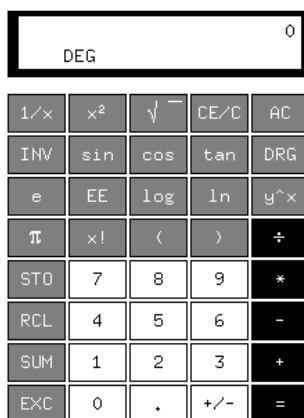 0
DEG
1/x x² √‾ CE/C AC
INV sin cos tan DRG
e EE log ln y^x
π x! ( ) ÷
STO 7 8 9 *
RCL 4 5 6 -
SUM 1 2 3 +
EXC 0 . +/- =